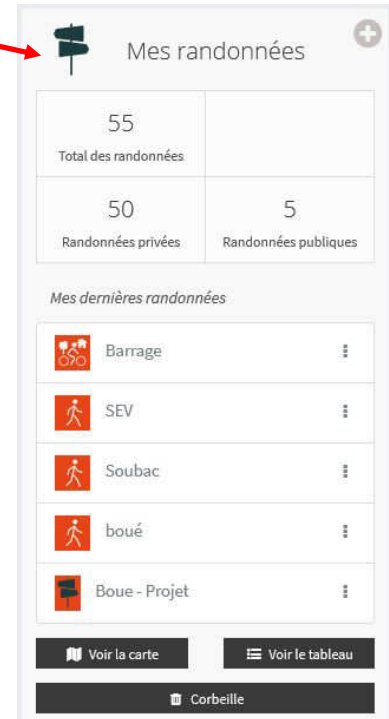 Mes randonnées
55
Total des randonnées
50
Randonnées privées
5
Randonnées publiques
Mes dernières randonnées
Barrage
SEV
Soubac
boué
Boue - Projet
Voir la carte
Voir le tableau
Corbeille